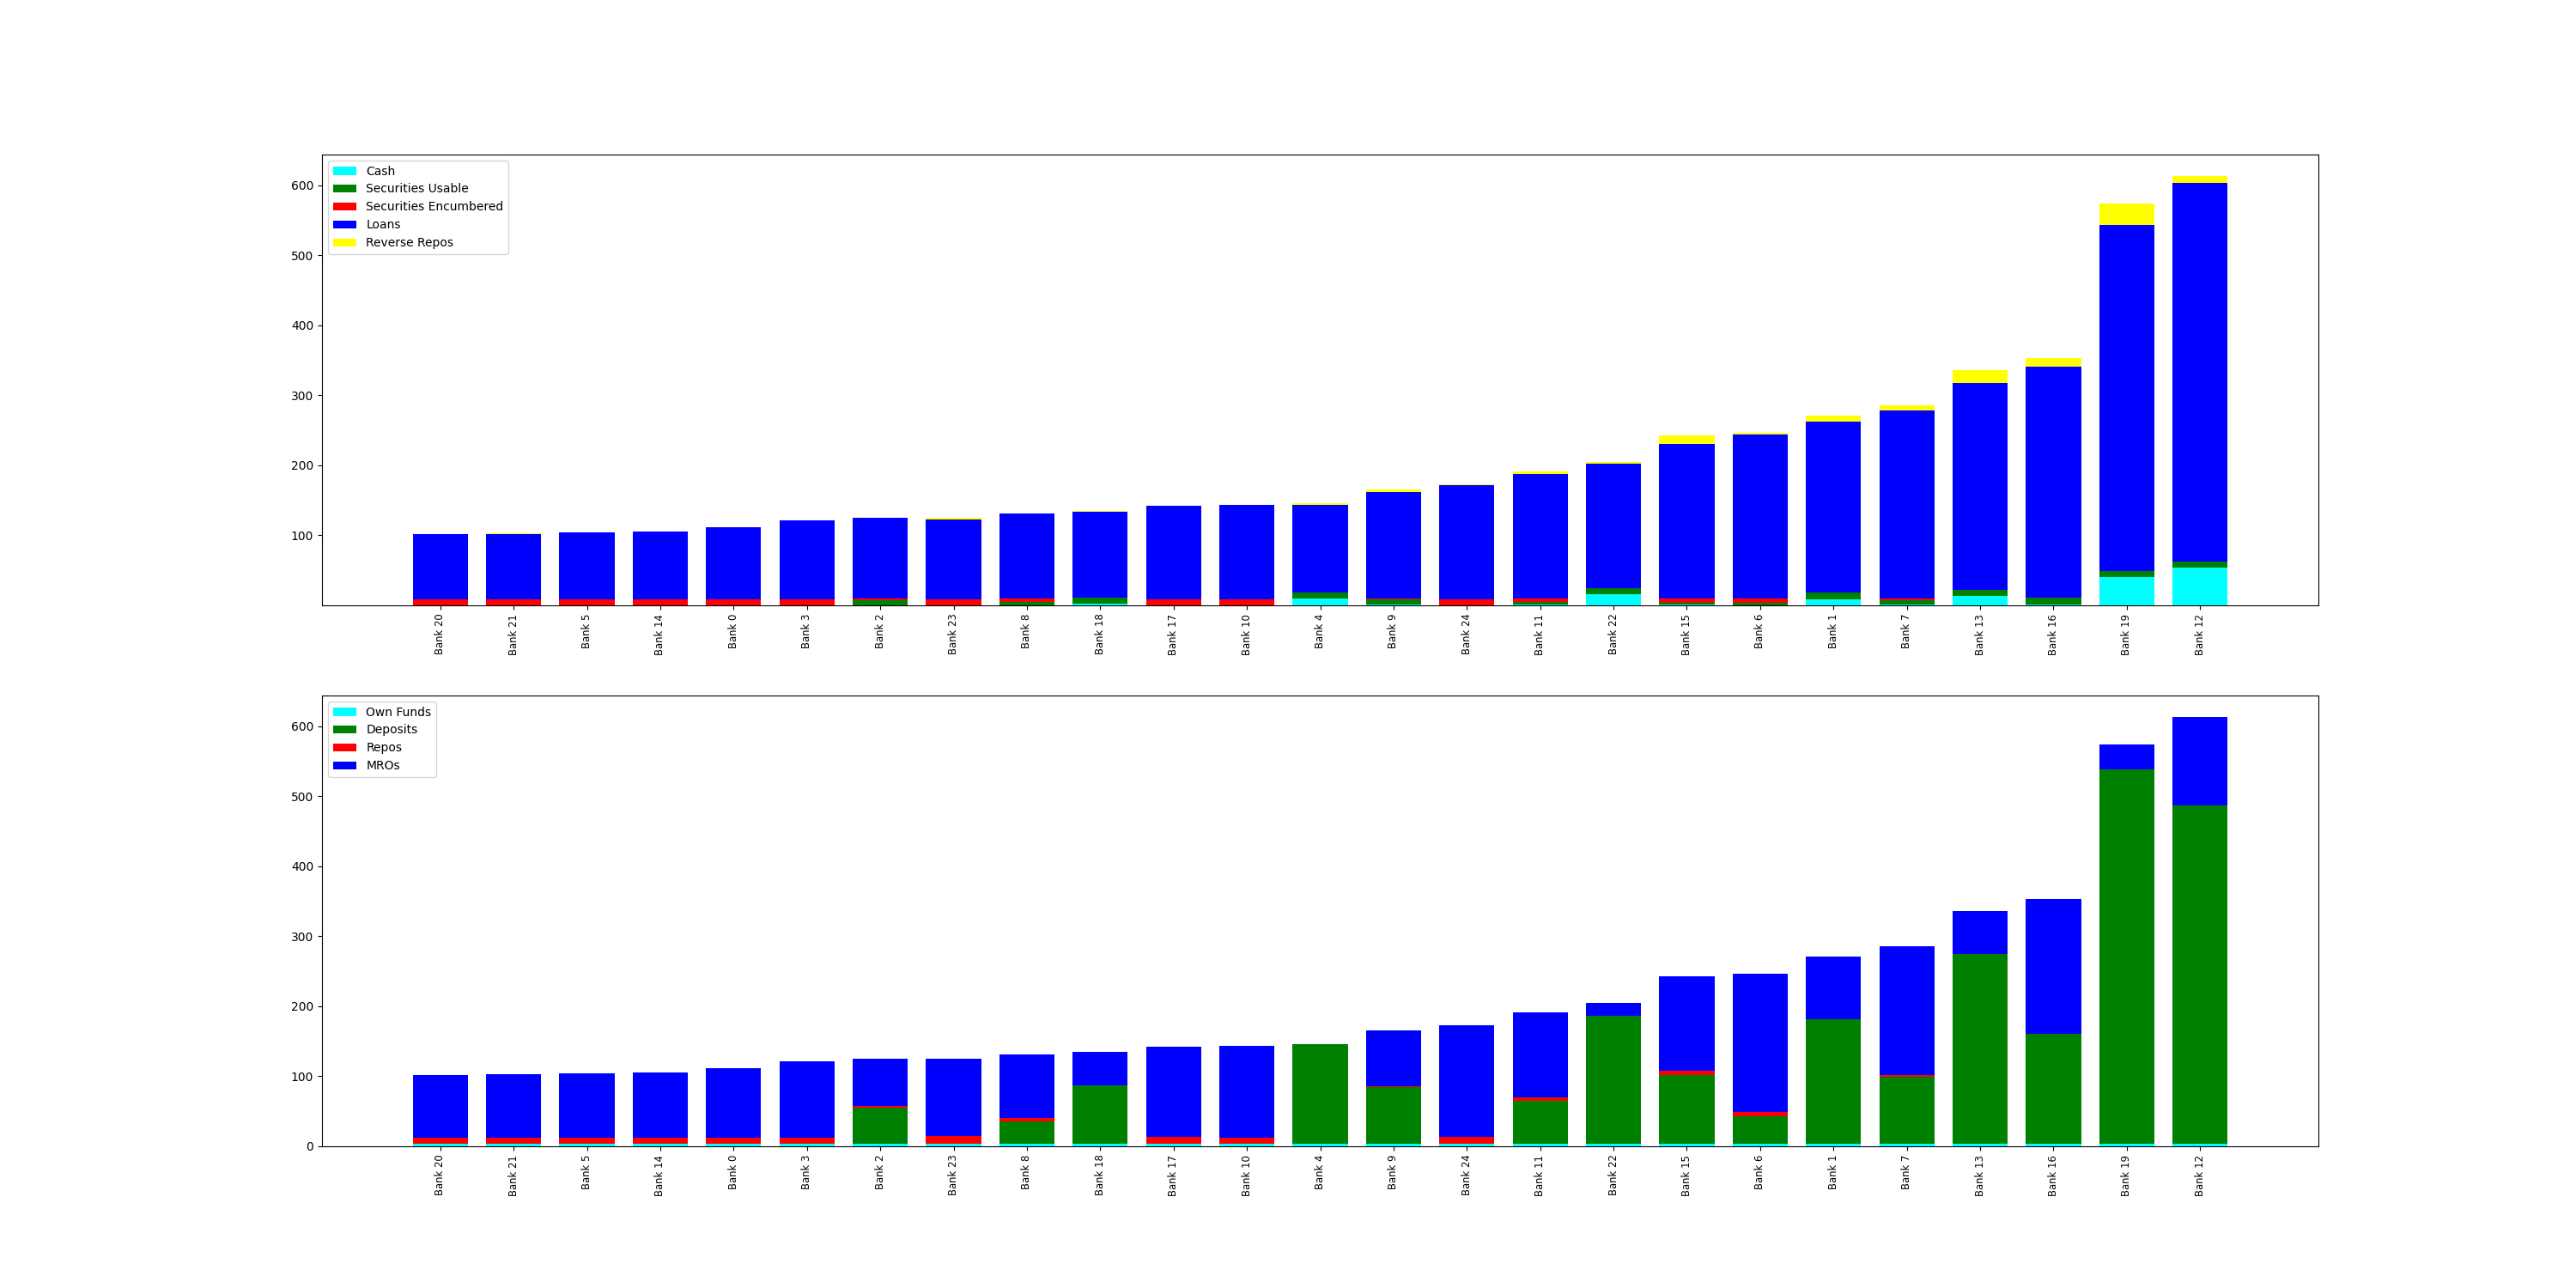 Cash
Securities Usable
Securities Encumbered
Loans
Reverse Repos
600
500
400
300
200
100
Bank 20
Bank 21
Bank 5
Bank 14
Bank 0
Bank 3
Bank 2
Bank 23
Bank 8
Bank 18
Bank 17
Bank 10
Bank 4
Bank 9
Bank 24
Bank 11
Bank 22
Bank 15
Bank 6
Bank 1
Bank 7
Bank 13
Bank 16
Bank 19
Bank 12
Own Funds
Deposits
Repos
MROs
600
500
400
300
200
100
0
Bank 20
Bank 21
Bank 5
Bank 14
Bank 0
Bank 3
Bank 2
Bank 23
Bank 8
Bank 18
Bank 17
Bank 10
Bank 4
Bank 9
Bank 24
Bank 11
Bank 22
Bank 15
Bank 6
Bank 1
Bank 7
Bank 13
Bank 16
Bank 19
Bank 12